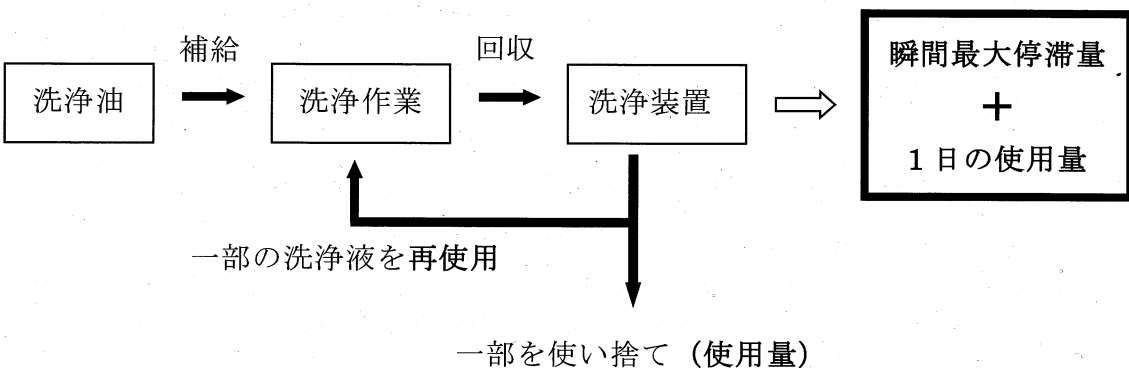 補給
回収
洗浄油
洗浄作業
洗浄装置
瞬間最大停滞量
+
1日の使用量
一部の洗浄液を再使用
一部を使い捨て(使用量)